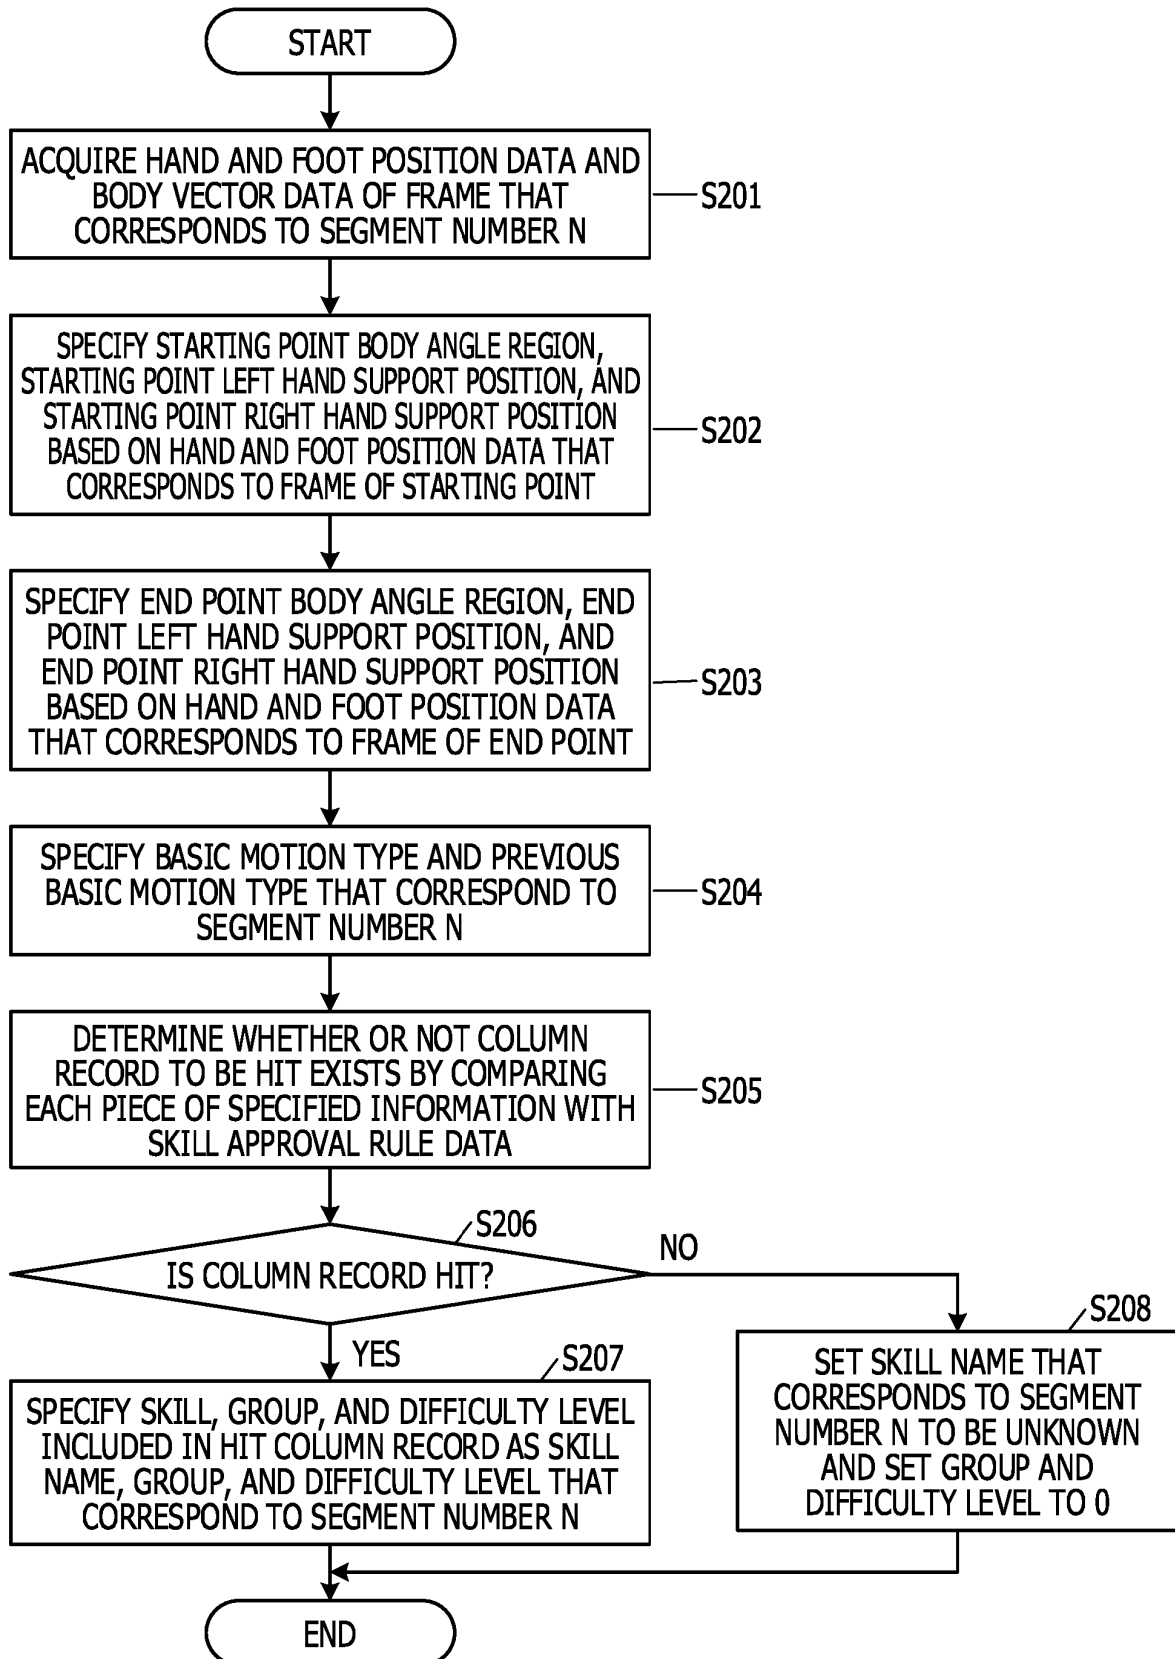 START
ACQUIRE HAND AND FOOT POSITION DATA AND
BODY VECTOR DATA OF FRAME THAT
CORRESPONDS TO SEGMENT NUMBER N
S201
SPECIFY STARTING POINT BODY ANGLE REGION,
STARTING POINT LEFT HAND SUPPORT POSITION, AND
STARTING POINT RIGHT HAND SUPPORT POSITION
BASED ON HAND AND FOOT POSITION DATA THAT
CORRESPONDS TO FRAME OF STARTING POINT
S202
SPECIFY END POINT BODY ANGLE REGION, END
POINT LEFT HAND SUPPORT POSITION, AND
END POINT RIGHT HAND SUPPORT POSITION
BASED ON HAND AND FOOT POSITION DATA
THAT CORRESPONDS TO FRAME OF END POINT
S203
SPECIFY BASIC MOTION TYPE AND PREVIOUS
BASIC MOTION TYPE THAT CORRESPOND TO
SEGMENT NUMBER N
S204
DETERMINE WHETHER OR NOT COLUMN
RECORD TO BE HIT EXISTS BY COMPARING
EACH PIECE OF SPECIFIED INFORMATION WITH
SKILL APPROVAL RULE DATA
S205
S206
IS COLUMN RECORD HIT?
NO
YES
S207
SPECIFY SKILL, GROUP, AND DIFFICULTY LEVEL
INCLUDED IN HIT COLUMN RECORD AS SKILL
NAME, GROUP, AND DIFFICULTY LEVEL THAT
CORRESPOND TO SEGMENT NUMBER N
S208
SET SKILL NAME THAT
CORRESPONDS TO SEGMENT
NUMBER N TO BE UNKNOWN
AND SET GROUP AND
DIFFICULTY LEVEL TO 0
END